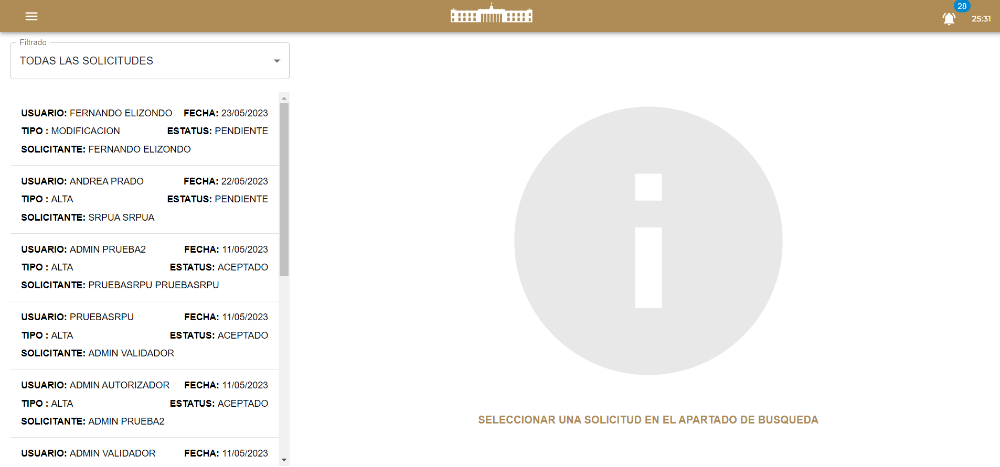 28
25:31
Filtrado
TODAS LAS SOLICITUDES
USUARIO: FERNANDO ELIZONDO FECHA: 23/05/2023
TIPO : MODIFICACION ESTATUS: PENDIENTE
SOLICITANTE: FERNANDO ELIZONDO
USUARIO: ANDREA PRADO FECHA: 22/05/2023
TIPO : ALTA ESTATUS: PENDIENTE
SOLICITANTE: SRPUA SRPUA
USUARIO: ADMIN PRUEBA2 FECHA: 11/05/2023
TIPO : ALTA ESTATUS: ACEPTADO
SOLICITANTE: PRUEBASRPU PRUEBASRPU
USUARIO: PRUEBASRPU FECHA: 11/05/2023
TIPO : ALTA ESTATUS: ACEPTADO
SOLICITANTE: ADMIN VALIDADOR
USUARIO: ADMIN AUTORIZADOR FECHA: 11/05/2023
TIPO : ALTA ESTATUS: ACEPTADO
SOLICITANTE: ADMIN PRUEBA2
USUARIO: ADMIN VALIDADOR FECHA: 11/05/2023
SELECCIONAR UNA SOLICITUD EN EL APARTADO DE BUSQUEDA